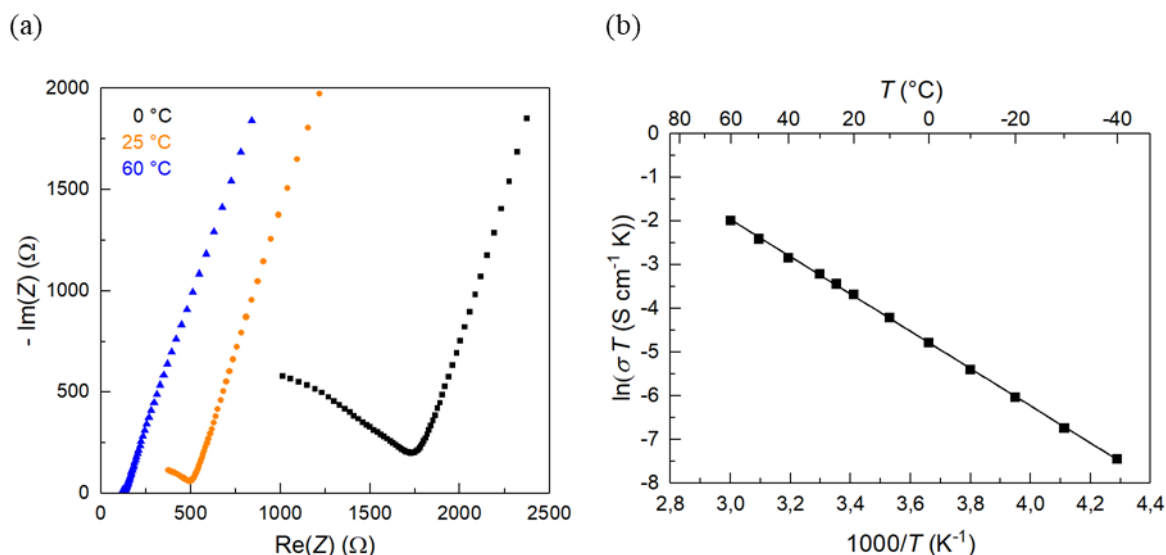 (a)
2000
1500
1000
500
0
- Im(Z) (Ω)
0 °C
25 °C
60 °C
0 500 1000 1500 2000 2500
Re(Z) (Ω)
(b)
T (°C)
80 60 40 20 0 -20 -40
0
-2
-3
-4
-5
-6
-7
-8
ln(σ T (S cm⁻¹ K)
2,8 3,0 3,2 3,4 3,6 3,8 4,0 4,2 4,4
1000/T (K⁻¹)